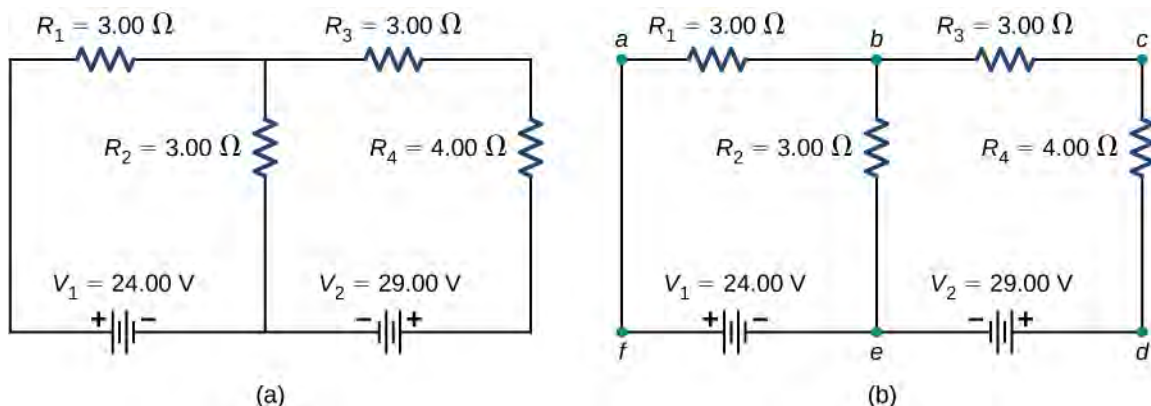 R1 = 3.00 Ω
R3 = 3.00 Ω
R2 = 3.00 Ω
R4 = 4.00 Ω
V1 = 24.00 V
V2 = 29.00 V
+ −
− +
(a)
a
R1 = 3.00 Ω
b
R3 = 3.00 Ω
c
R2 = 3.00 Ω
R4 = 4.00 Ω
V1 = 24.00 V
V2 = 29.00 V
+ −
− +
f
e
d
(b)